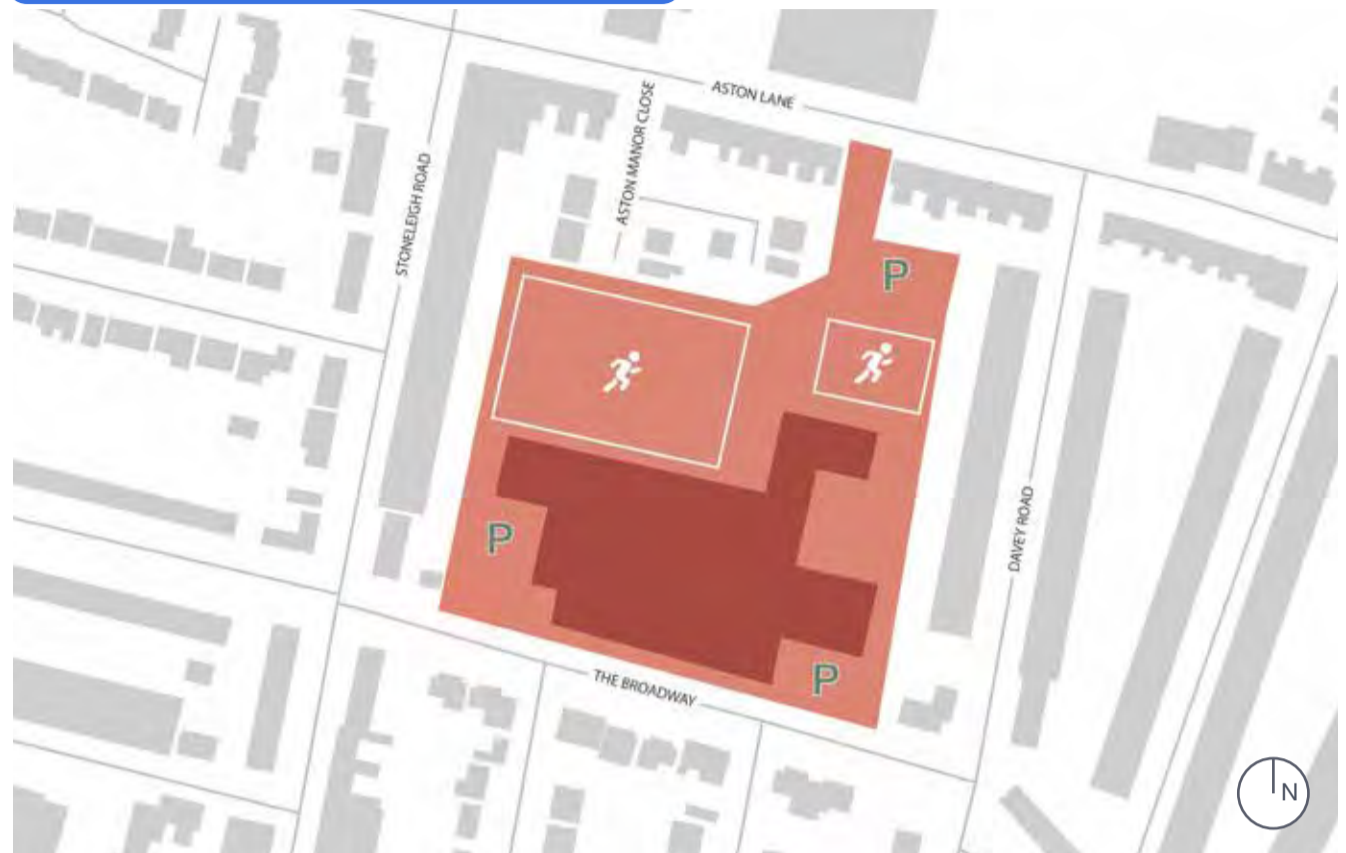 ASTON LANE
ASTON MANOR CLOSE
STONELEIGH ROAD
P
P
DAVEY ROAD
P
THE BROADWAY
N